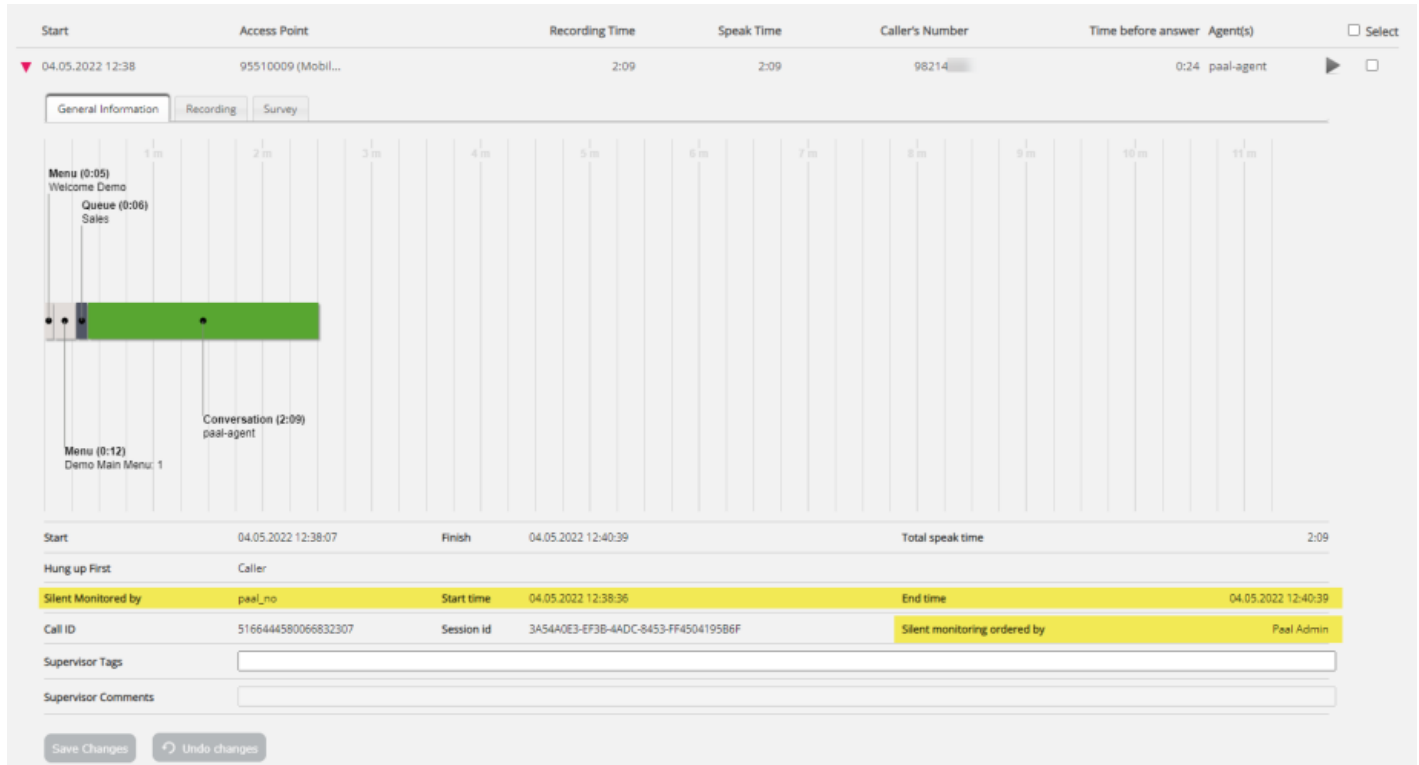 Start Access Point Recording Time Speak Time Caller's Number Time before answer Agent(s) Select
04.05.2022 12:38 95510009 (Mobil... 2:09 2:09 98214 0:24 paal-agent
General Information Recording Survey
1 m 2 m 3 m 4 m 5 m 6 m 7 m 8 m 9 m 10 m 11 m
Menu (0:05)
Welcome Demo
Queue (0:06)
Sales
Conversation (2:09)
paal-agent
Menu (0:12)
Demo Main Menu: 1
Start 04.05.2022 12:38:07 Finish 04.05.2022 12:40:39 Total speak time 2:09
Hung up First Caller
Silent Monitored by paal_no Start time 04.05.2022 12:38:36 End time 04.05.2022 12:40:39
Call ID 5166444580066832307 Session id 3A54A0E3-EF3B-4ADC-8453-FF4504195B6F Silent monitoring ordered by Paal Admin
Supervisor Tags
Supervisor Comments
Save Changes Undo changes